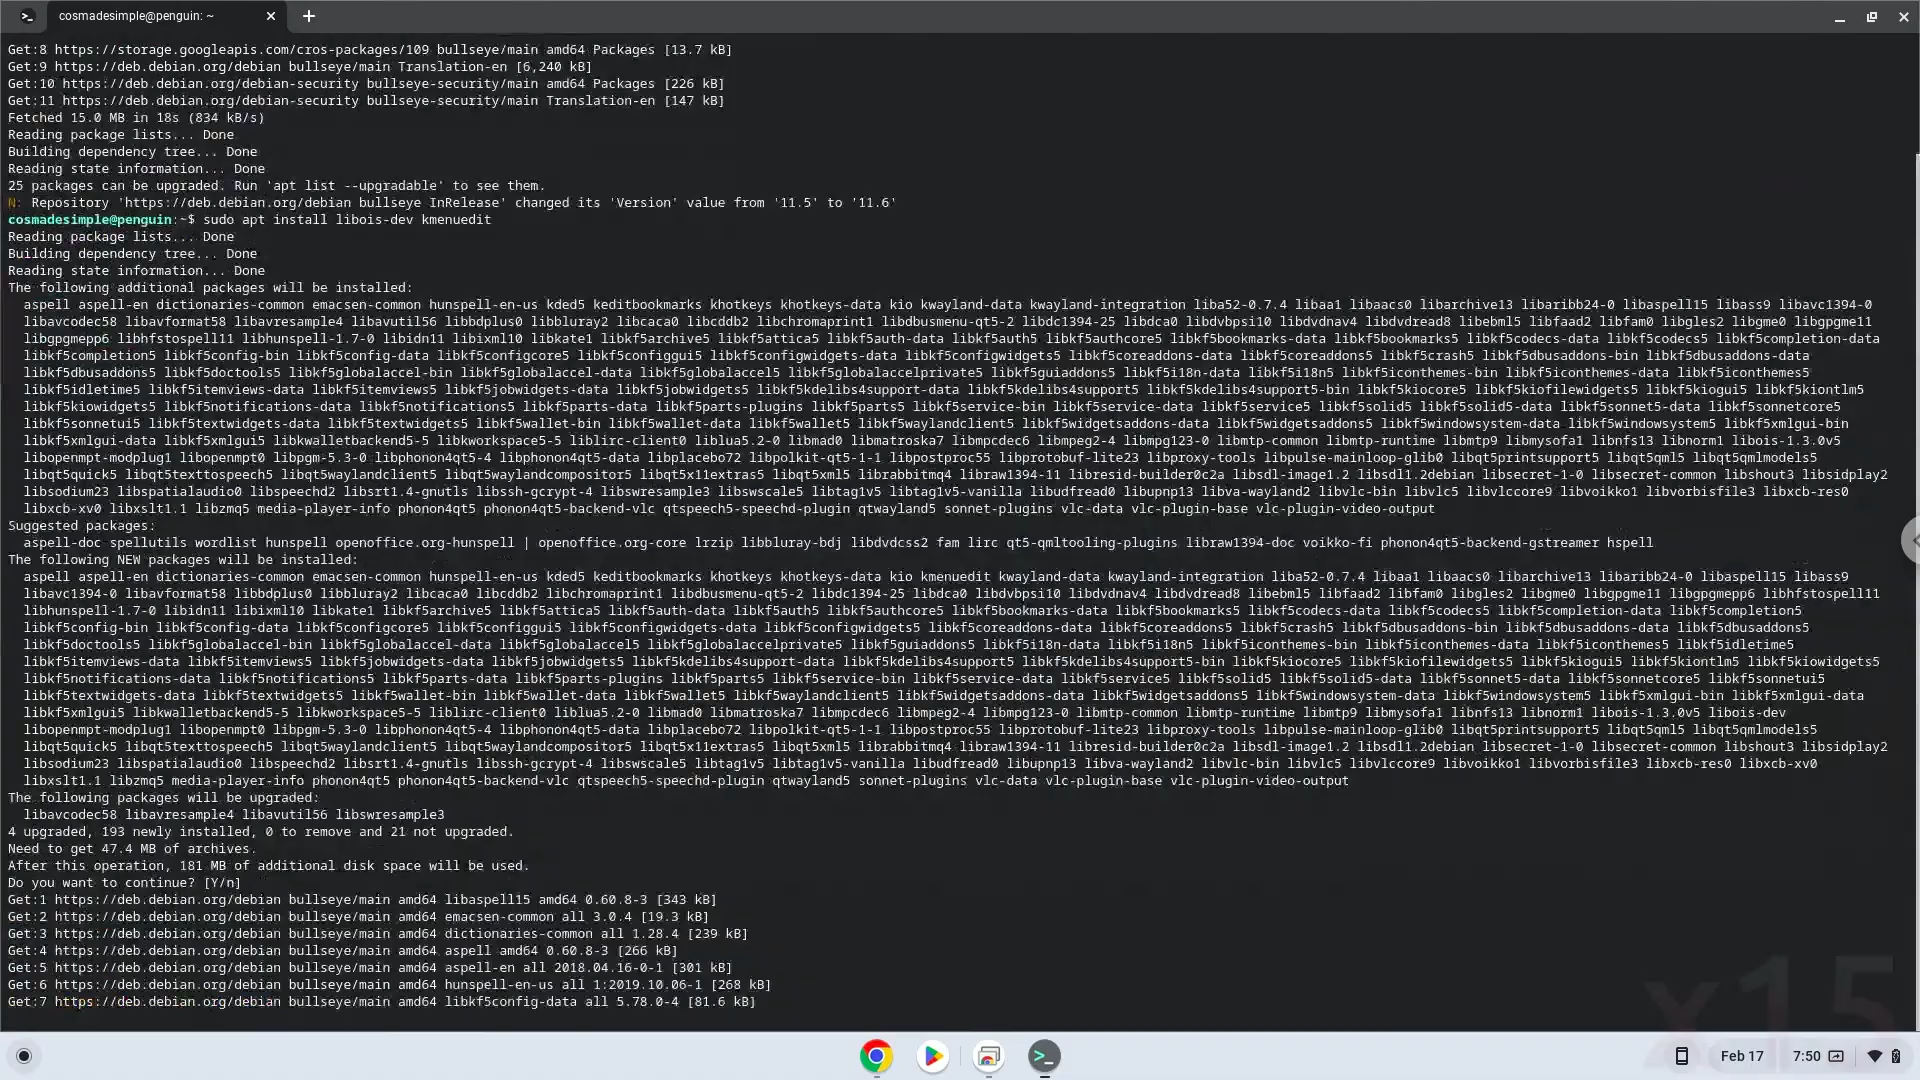 cosmadesimple@penguin: ~
Get:8 https://storage.googleapis.com/cros-packages/109 bullseye/main amd64 Packages [13.7 kB]
Get:9 https://deb.debian.org/debian bullseye/main Translation-en [6,240 kB]
Get:10 https://deb.debian.org/debian-security bullseye-security/main amd64 Packages [226 kB]
Get:11 https://deb.debian.org/debian-security bullseye-security/main Translation-en [147 kB]
Fetched 15.0 MB in 18s (834 kB/s)
Reading package lists... Done
Building dependency tree... Done
Reading state information... Done
25 packages can be upgraded. Run 'apt list --upgradable' to see them.
N: Repository 'https://deb.debian.org/debian bullseye InRelease' changed its 'Version' value from '11.5' to '11.6'
cosmadesimple@penguin:~$ sudo apt install libois-dev kmenuedit
Reading package lists... Done
Building dependency tree... Done
Reading state information... Done
The following additional packages will be installed:
aspell aspell-en dictionaries-common emacsen-common hunspell-en-us kded5 keditbookmarks khotkeys khotkeys-data kio kwayland-data kwayland-integration liba52-0.7.4 libaa1 libaacs0 libarchive13 libaribb24-0 libaspell15 libass9 libavc1394-0
libavcodec58 libavformat58 libavresample4 libavutil56 libbdplus0 libbluray2 libcaca0 libcddb2 libchromaprint1 libdbusmenu-qt5-2 libdc1394-25 libdca0 libdvbpsi10 libdvdnav4 libdvdread8 libebml5 libfaad2 libfam0 libgles2 libgme0 libgpgme11
libgpgmepp6 libhfstospell11 libhunspell-1.7-0 libidn11 libixml10 libkate1 libkf5archive5 libkf5attica5 libkf5auth-data libkf5auth5 libkf5authcore5 libkf5bookmarks-data libkf5bookmarks5 libkf5codecs-data libkf5codecs5 libkf5completion-data
libkf5completion5 libkf5config-bin libkf5config-data libkf5configcore5 libkf5configgui5 libkf5configwidgets-data libkf5configwidgets5 libkf5coreaddons-data libkf5coreaddons5 libkf5crash5 libkf5dbusaddons-bin libkf5dbusaddons-data
libkf5dbusaddons5 libkf5doctools5 libkf5globalaccel-bin libkf5globalaccel-data libkf5globalaccel5 libkf5globalaccelprivate5 libkf5guiaddons5 libkf5i18n-data libkf5i18n5 libkf5iconthemes-bin libkf5iconthemes-data libkf5iconthemes5
libkf5idletime5 libkf5itemviews-data libkf5itemviews5 libkf5jobwidgets-data libkf5jobwidgets5 libkf5kdelibs4support-data libkf5kdelibs4support5 libkf5kdelibs4support5-bin libkf5kiocore5 libkf5kiofilewidgets5 libkf5kiogui5 libkf5kiontlm5
libkf5kiowidgets5 libkf5notifications-data libkf5notifications5 libkf5parts-data libkf5parts-plugins libkf5parts5 libkf5service-bin libkf5service-data libkf5service5 libkf5solid5 libkf5solid5-data libkf5sonnet5-data libkf5sonnetcore5
libkf5sonnetui5 libkf5textwidgets-data libkf5textwidgets5 libkf5wallet-bin libkf5wallet-data libkf5wallet5 libkf5waylandclient5 libkf5widgetsaddons-data libkf5widgetsaddons5 libkf5windowsystem-data libkf5windowsystem5 libkf5xmlgui-bin
libkf5xmlgui-data libkf5xmlgui5 libkwalletbackend5-5 libkworkspace5-5 liblirc-client0 liblua5.2-0 libmad0 libmatroska7 libmpcdec6 libmpeg2-4 libmpg123-0 libmtp-common libmtp-runtime libmtp9 libmysofa1 libnfs13 libnorm1 libois-1.3.0v5
libopenmpt-modplug1 libopenmpt0 libpgm-5.3-0 libphonon4qt5-4 libphonon4qt5-data libplacebo72 libpolkit-qt5-1-1 libpostproc55 libprotobuf-lite23 libproxy-tools libpulse-mainloop-glib0 libqt5printsupport5 libqt5qml5 libqt5qmlmodels5
libqt5quick5 libqt5texttospeech5 libqt5waylandclient5 libqt5waylandcompositor5 libqt5x11extras5 libqt5xml5 librabbitmq4 libraw1394-11 libresid-builder0c2a libsdl-image1.2 libsdl1.2debian libsecret-1-0 libsecret-common libshout3 libsidplay2
libsodium23 libspatialaudio0 libspeechd2 libsrt1.4-gnutls libssh-gcrypt-4 libswresample3 libswscale5 libtag1v5 libtag1v5-vanilla libudfread0 libupnp13 libva-wayland2 libvlc-bin libvlc5 libvlccore9 libvoikko1 libvorbisfile3 libxcb-res0
libxcb-xv0 libxslt1.1 libzmq5 media-player-info phonon4qt5 phonon4qt5-backend-vlc qtspeech5-speechd-plugin qtwayland5 sonnet-plugins vlc-data vlc-plugin-base vlc-plugin-video-output
Suggested packages:
aspell-doc spellutils wordlist hunspell openoffice.org-hunspell | openoffice.org-core lrzip libbluray-bdj libdvdcss2 fam lirc qt5-qmltooling-plugins libraw1394-doc voikko-fi phonon4qt5-backend-gstreamer hspell
The following NEW packages will be installed:
aspell aspell-en dictionaries-common emacsen-common hunspell-en-us kded5 keditbookmarks khotkeys khotkeys-data kio kmenuedit kwayland-data kwayland-integration liba52-0.7.4 libaa1 libaacs0 libarchive13 libaribb24-0 libaspell15 libass9
libavc1394-0 libavformat58 libbdplus0 libbluray2 libcaca0 libcddb2 libchromaprint1 libdbusmenu-qt5-2 libdc1394-25 libdca0 libdvbpsi10 libdvdnav4 libdvdread8 libebml5 libfaad2 libfam0 libgles2 libgme0 libgpgme11 libgpgmepp6 libhfstospell11
libhunspell-1.7-0 libidn11 libixml10 libkate1 libkf5archive5 libkf5attica5 libkf5auth-data libkf5auth5 libkf5authcore5 libkf5bookmarks-data libkf5bookmarks5 libkf5codecs-data libkf5codecs5 libkf5completion-data libkf5completion5
libkf5config-bin libkf5config-data libkf5configcore5 libkf5configgui5 libkf5configwidgets-data libkf5configwidgets5 libkf5coreaddons-data libkf5coreaddons5 libkf5crash5 libkf5dbusaddons-bin libkf5dbusaddons-data libkf5dbusaddons5
libkf5doctools5 libkf5globalaccel-bin libkf5globalaccel-data libkf5globalaccel5 libkf5globalaccelprivate5 libkf5guiaddons5 libkf5i18n-data libkf5i18n5 libkf5iconthemes-bin libkf5iconthemes-data libkf5iconthemes5 libkf5idletime5
libkf5itemviews-data libkf5itemviews5 libkf5jobwidgets-data libkf5jobwidgets5 libkf5kdelibs4support-data libkf5kdelibs4support5 libkf5kdelibs4support5-bin libkf5kiocore5 libkf5kiofilewidgets5 libkf5kiogui5 libkf5kiontlm5 libkf5kiowidgets5
libkf5notifications-data libkf5notifications5 libkf5parts-data libkf5parts-plugins libkf5parts5 libkf5service-bin libkf5service-data libkf5service5 libkf5solid5 libkf5solid5-data libkf5sonnet5-data libkf5sonnetcore5 libkf5sonnetui5
libkf5textwidgets-data libkf5textwidgets5 libkf5wallet-bin libkf5wallet-data libkf5wallet5 libkf5waylandclient5 libkf5widgetsaddons-data libkf5widgetsaddons5 libkf5windowsystem-data libkf5windowsystem5 libkf5xmlgui-bin libkf5xmlgui-data
libkf5xmlgui5 libkwalletbackend5-5 libkworkspace5-5 liblirc-client0 liblua5.2-0 libmad0 libmatroska7 libmpcdec6 libmpeg2-4 libmpg123-0 libmtp-common libmtp-runtime libmtp9 libmysofa1 libnfs13 libnorm1 libois-1.3.0v5 libois-dev
libopenmpt-modplug1 libopenmpt0 libpgm-5.3-0 libphonon4qt5-4 libphonon4qt5-data libplacebo72 libpolkit-qt5-1-1 libpostproc55 libprotobuf-lite23 libproxy-tools libpulse-mainloop-glib0 libqt5printsupport5 libqt5qml5 libqt5qmlmodels5
libqt5quick5 libqt5texttospeech5 libqt5waylandclient5 libqt5waylandcompositor5 libqt5x11extras5 libqt5xml5 librabbitmq4 libraw1394-11 libresid-builder0c2a libsdl-image1.2 libsdl1.2debian libsecret-1-0 libsecret-common libshout3 libsidplay2
libsodium23 libspatialaudio0 libspeechd2 libsrt1.4-gnutls libssh-gcrypt-4 libswscale5 libtag1v5 libtag1v5-vanilla libudfread0 libupnp13 libva-wayland2 libvlc-bin libvlc5 libvlccore9 libvoikko1 libvorbisfile3 libxcb-res0 libxcb-xv0
libxslt1.1 libzmq5 media-player-info phonon4qt5 phonon4qt5-backend-vlc qtspeech5-speechd-plugin qtwayland5 sonnet-plugins vlc-data vlc-plugin-base vlc-plugin-video-output
The following packages will be upgraded:
libavcodec58 libavresample4 libavutil56 libswresample3
4 upgraded, 193 newly installed, 0 to remove and 21 not upgraded.
Need to get 47.4 MB of archives.
After this operation, 181 MB of additional disk space will be used.
Do you want to continue? [Y/n]
Get:1 https://deb.debian.org/debian bullseye/main amd64 libaspell15 amd64 0.60.8-3 [343 kB]
Get:2 https://deb.debian.org/debian bullseye/main amd64 emacsen-common all 3.0.4 [19.3 kB]
Get:3 https://deb.debian.org/debian bullseye/main amd64 dictionaries-common all 1.28.4 [239 kB]
Get:4 https://deb.debian.org/debian bullseye/main amd64 aspell amd64 0.60.8-3 [266 kB]
Get:5 https://deb.debian.org/debian bullseye/main amd64 aspell-en all 2018.04.16-0-1 [301 kB]
Get:6 https://deb.debian.org/debian bullseye/main amd64 hunspell-en-us all 1:2019.10.06-1 [268 kB]
Get:7 https://deb.debian.org/debian bullseye/main amd64 libkf5config-data all 5.78.0-4 [81.6 kB]
x15
Feb 17
7:50